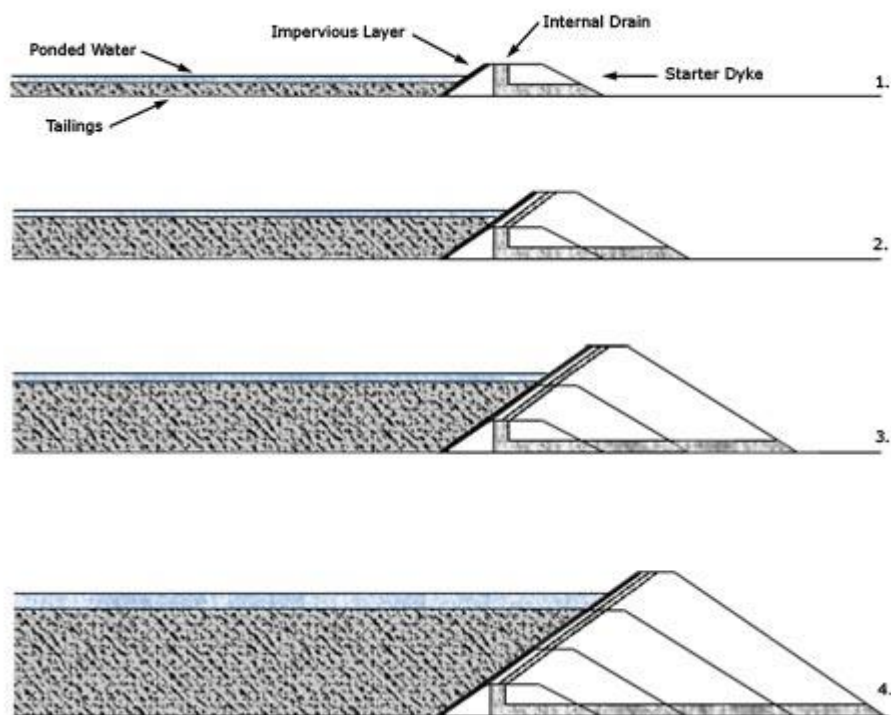 Internal Drain
Impervious Layer
Ponded Water
Starter Dyke
1.
Tailings
2.
3.
4.